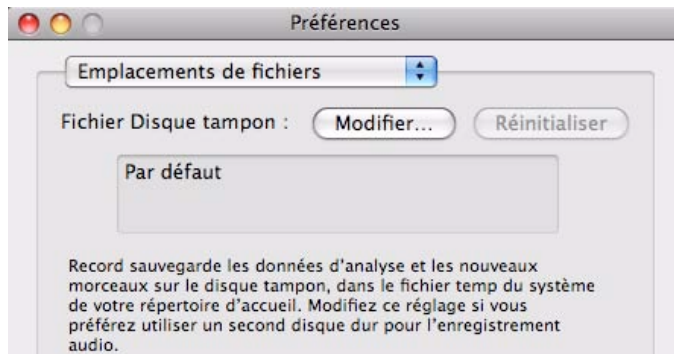 Préférences
Emplacements de fichiers
Fichier Disque tampon : Modifier... Réinitialiser
Par défaut
Record sauvegarde les données d'analyse et les nouveaux
morceaux sur le disque tampon, dans le fichier temp du système
de votre répertoire d'accueil. Modifiez ce réglage si vous
préférez utiliser un second disque dur pour l'enregistrement
audio.